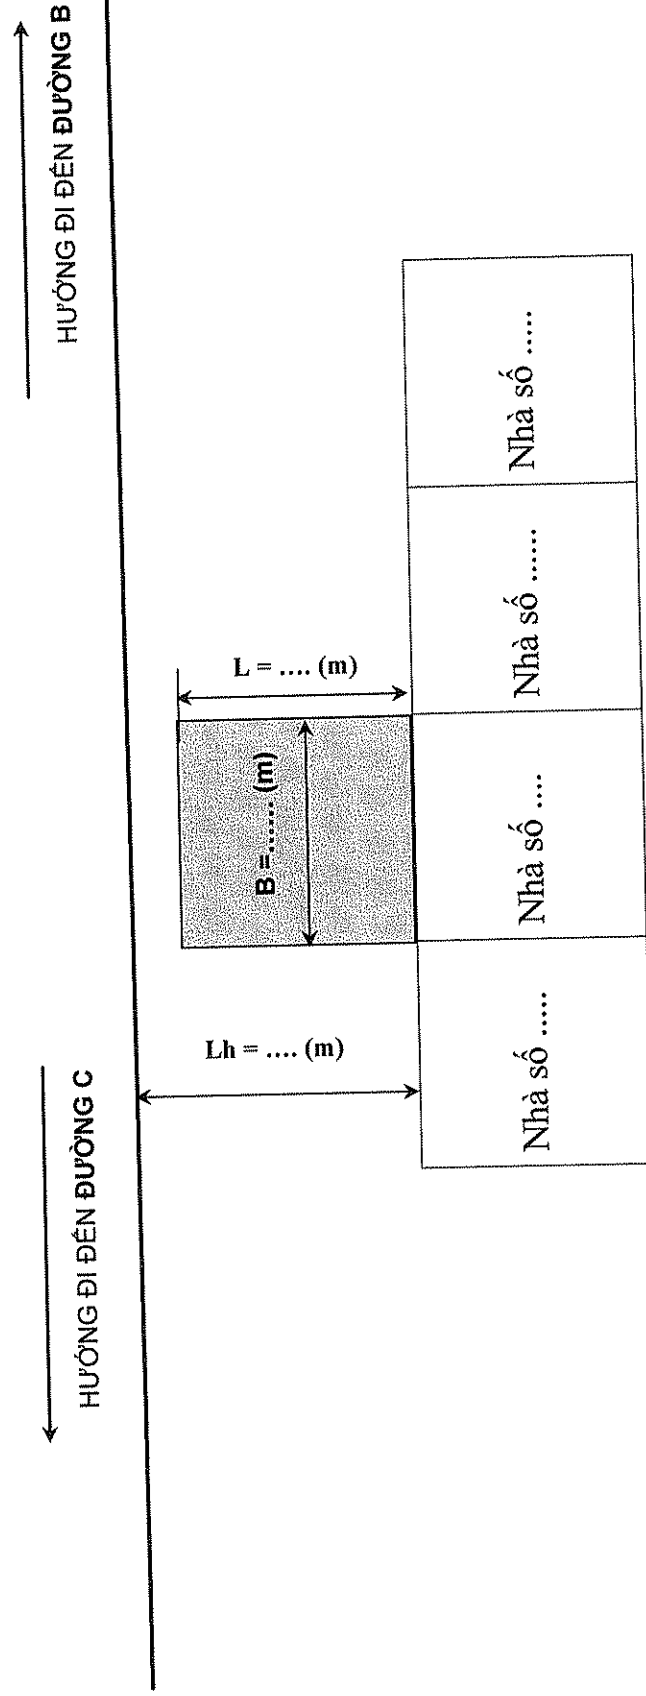 HƯỚNG ĐI ĐẾN ĐƯỜNG C
HƯỚNG ĐI ĐẾN ĐƯỜNG B
Lh = .... (m)
B =....... (m)
L = .... (m)
Nhà số .....
Nhà số ....
Nhà số ......
Nhà số .....